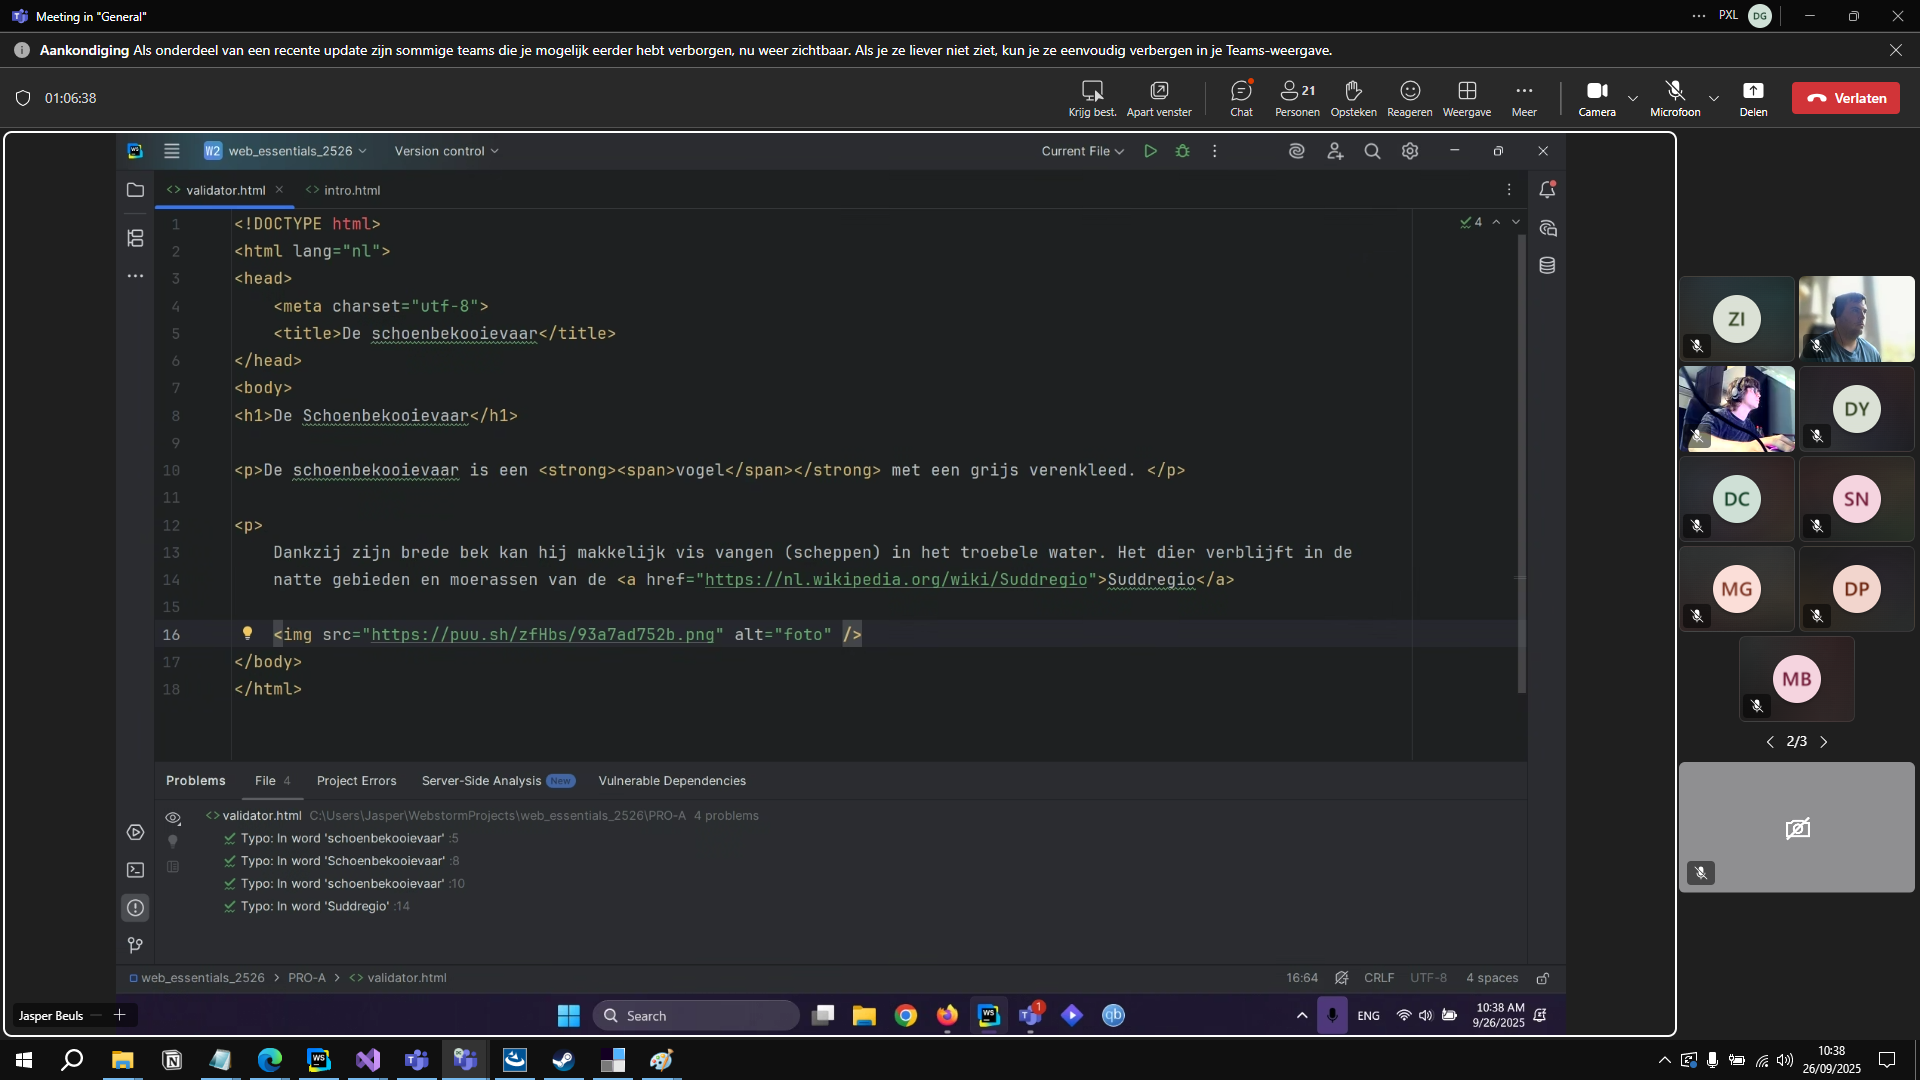 Meeting in "General"
PXL
DG
Aankondiging Als onderdeel van een recente update zijn sommige teams die je mogelijk eerder hebt verborgen, nu weer zichtbaar. Als je ze liever niet ziet, kun je ze eenvoudig verbergen in je Teams-weergave.
01:06:38
Krijg best.
Apart venster
Chat
21
Personen
Opsteken
Reageren
Weergave
Meer
Camera
Microfoon
Delen
Verlaten
WS
W2 web_essentials_2526
Version control
Current File
<> validator.html
<> intro.html
4
1 <!DOCTYPE html>
2 <html lang="nl">
3 <head>
4 <meta charset="utf-8">
5 <title>De schoenbekooievaar</title>
6 </head>
7 <body>
8 <h1>De Schoenbekooievaar</h1>
9
10 <p>De schoenbekooievaar is een <strong><span>vogel</span></strong> met een grijs verenkleed. </p>
11
12 <p>
13 Dankzij zijn brede bek kan hij makkelijk vis vangen (scheppen) in het troebele water. Het dier verblijft in de
14 natte gebieden en moerassen van de <a href="https://nl.wikipedia.org/wiki/Suddregio">Suddregio</a>
15
16 <img src="https://puu.sh/zfHbs/93a7ad752b.png" alt="foto" />
17 </body>
18 </html>
Problems
File 4
Project Errors
Server-Side Analysis New
Vulnerable Dependencies
<> validator.html C:\Users\Jasper\WebstormProjects\web_essentials_2526\PRO-A 4 problems
Typo: In word 'schoenbekooievaar' :5
Typo: In word 'Schoenbekooievaar' :8
Typo: In word 'schoenbekooievaar' :10
Typo: In word 'Suddregio' :14
web_essentials_2526 > PRO-A > <> validator.html
16:64
CRLF
UTF-8
4 spaces
Jasper Beuls
Search
WS
1
qb
ENG
10:38 AM
9/26/2025
ZI
DY
DC
SN
MG
DP
MB
2/3
WS
10:38
26/09/2025